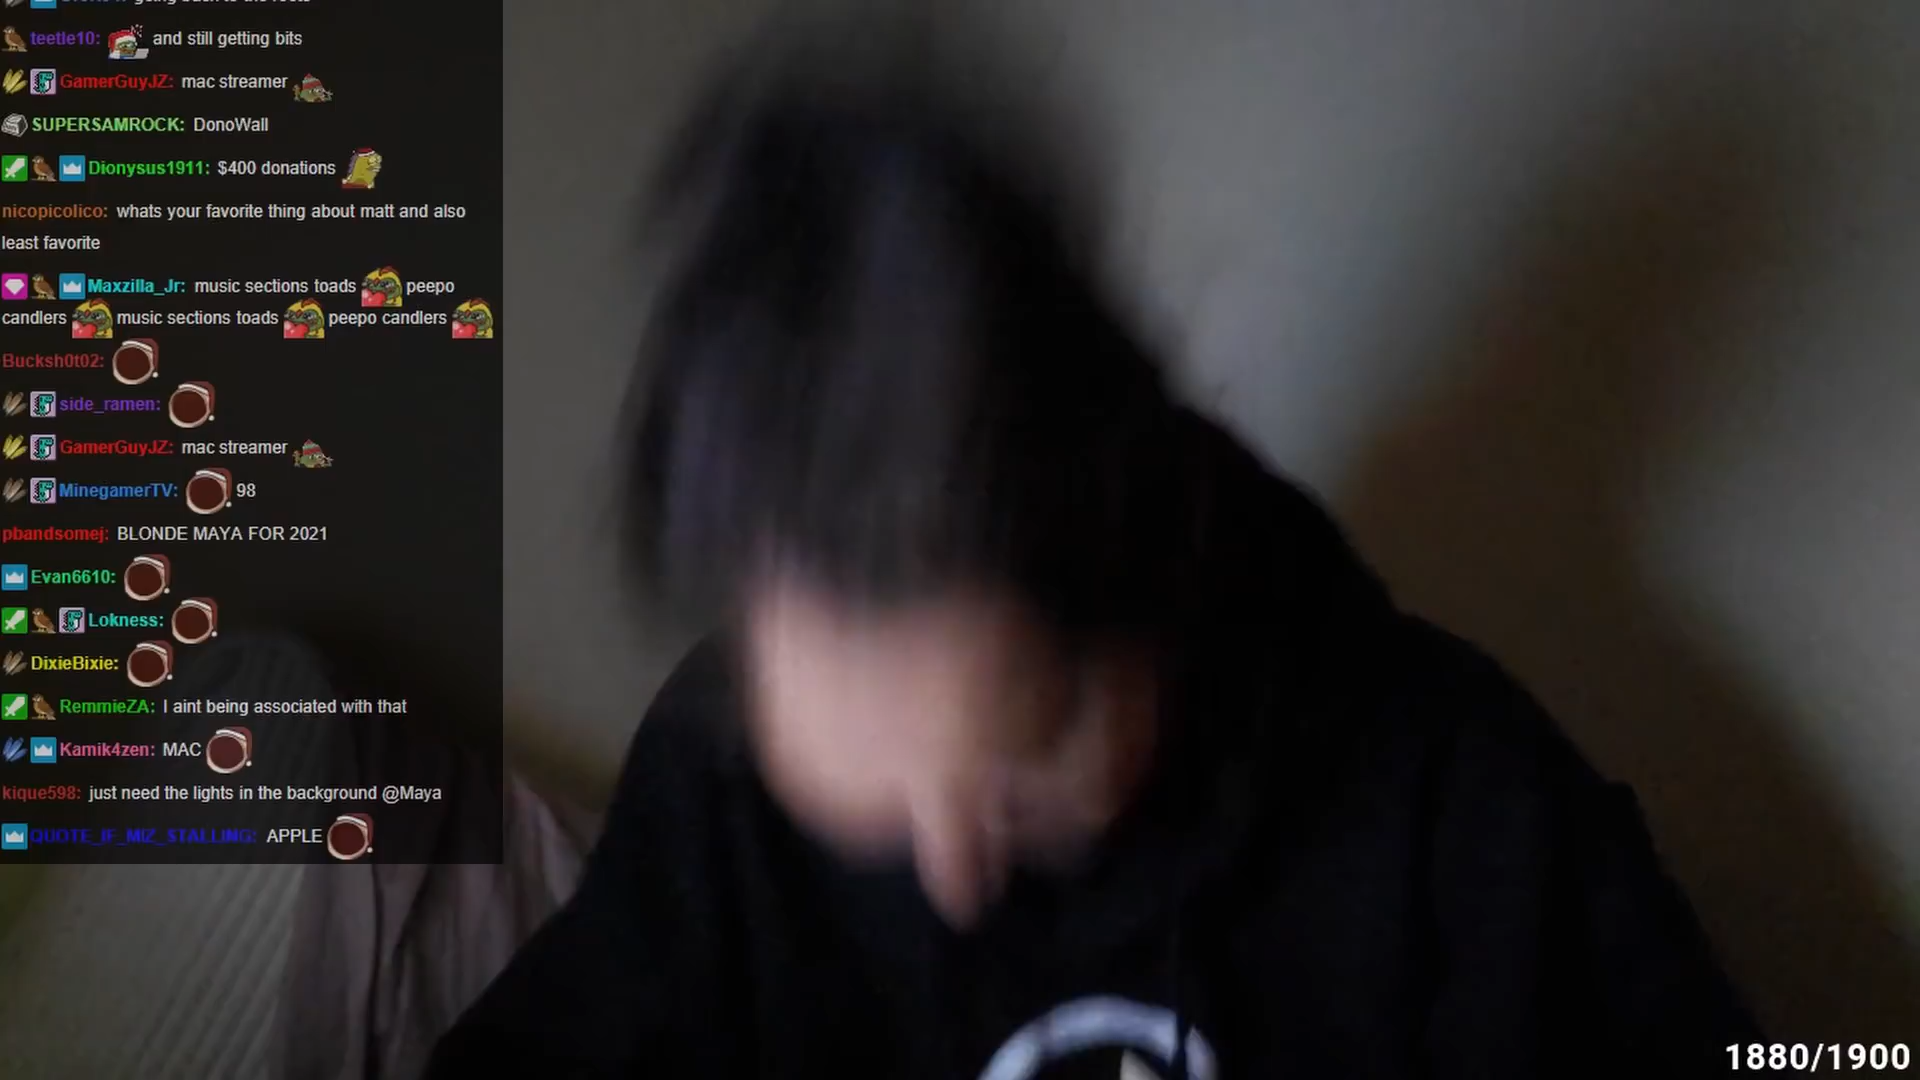 teetle10: and still getting bits
GamerGuyJZ: mac streamer
SUPERSAMROCK: DonoWall
Dionysus1911: $400 donations
nicopicolico: whats your favorite thing about matt and also
least favorite
Maxzilla_Jr: music sections toads peepo
candlers music sections toads peepo candlers
Bucksh0t02:
side_ramen:
GamerGuyJZ: mac streamer
MinegamerTV: 98
pbandsomej: BLONDE MAYA FOR 2021
Evan6610:
Lokness:
DixieBixie:
RemmieZA: I aint being associated with that
Kamik4zen: MAC
kique598: just need the lights in the background @Maya
QUOTE_IF_MIZ_STALLING: APPLE
1880/1900